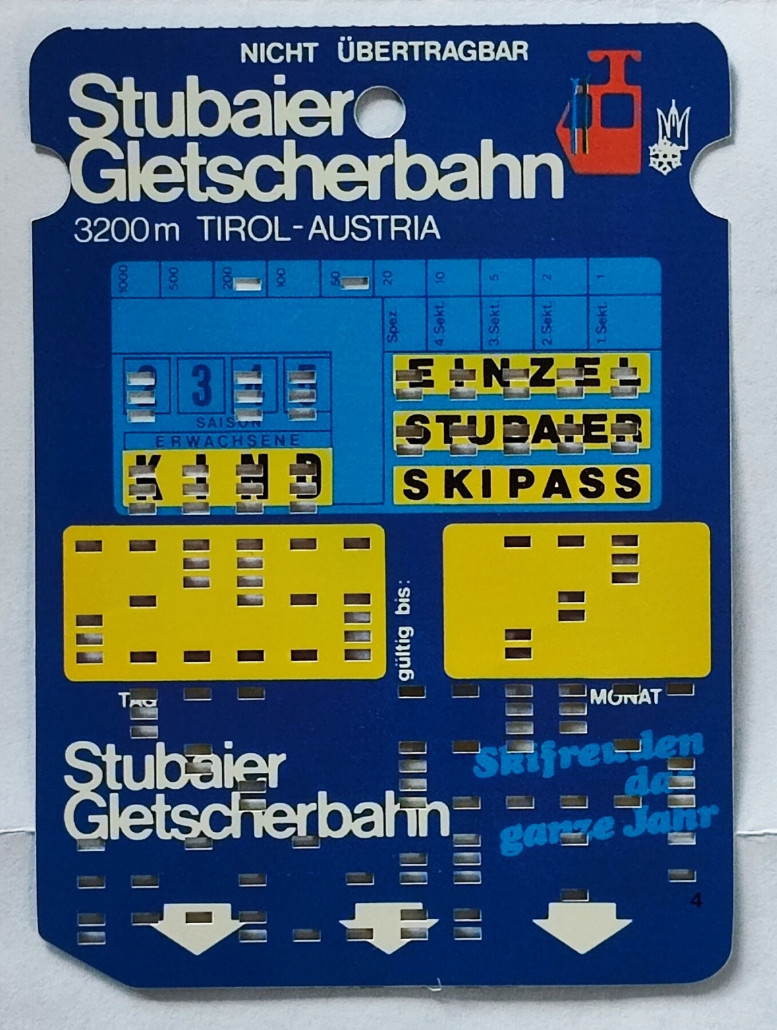 NICHT ÜBERTRAGBAR
Stubaier
Gletscherbahn
3200m TIROL-AUSTRIA
1000 500 200 100 50 20 10 5 2 1
Spez. 4.Sekt. 3.Sekt. 2.Sekt. 1.Sekt.
3
SAISON
ERWACHSENE
KIND
EINZEL
STUBAIER
SKIPASS
gültig bis:
TAG MONAT
Stubaier
Gletscherbahn
Skifreuden
das
ganze Jahr
4